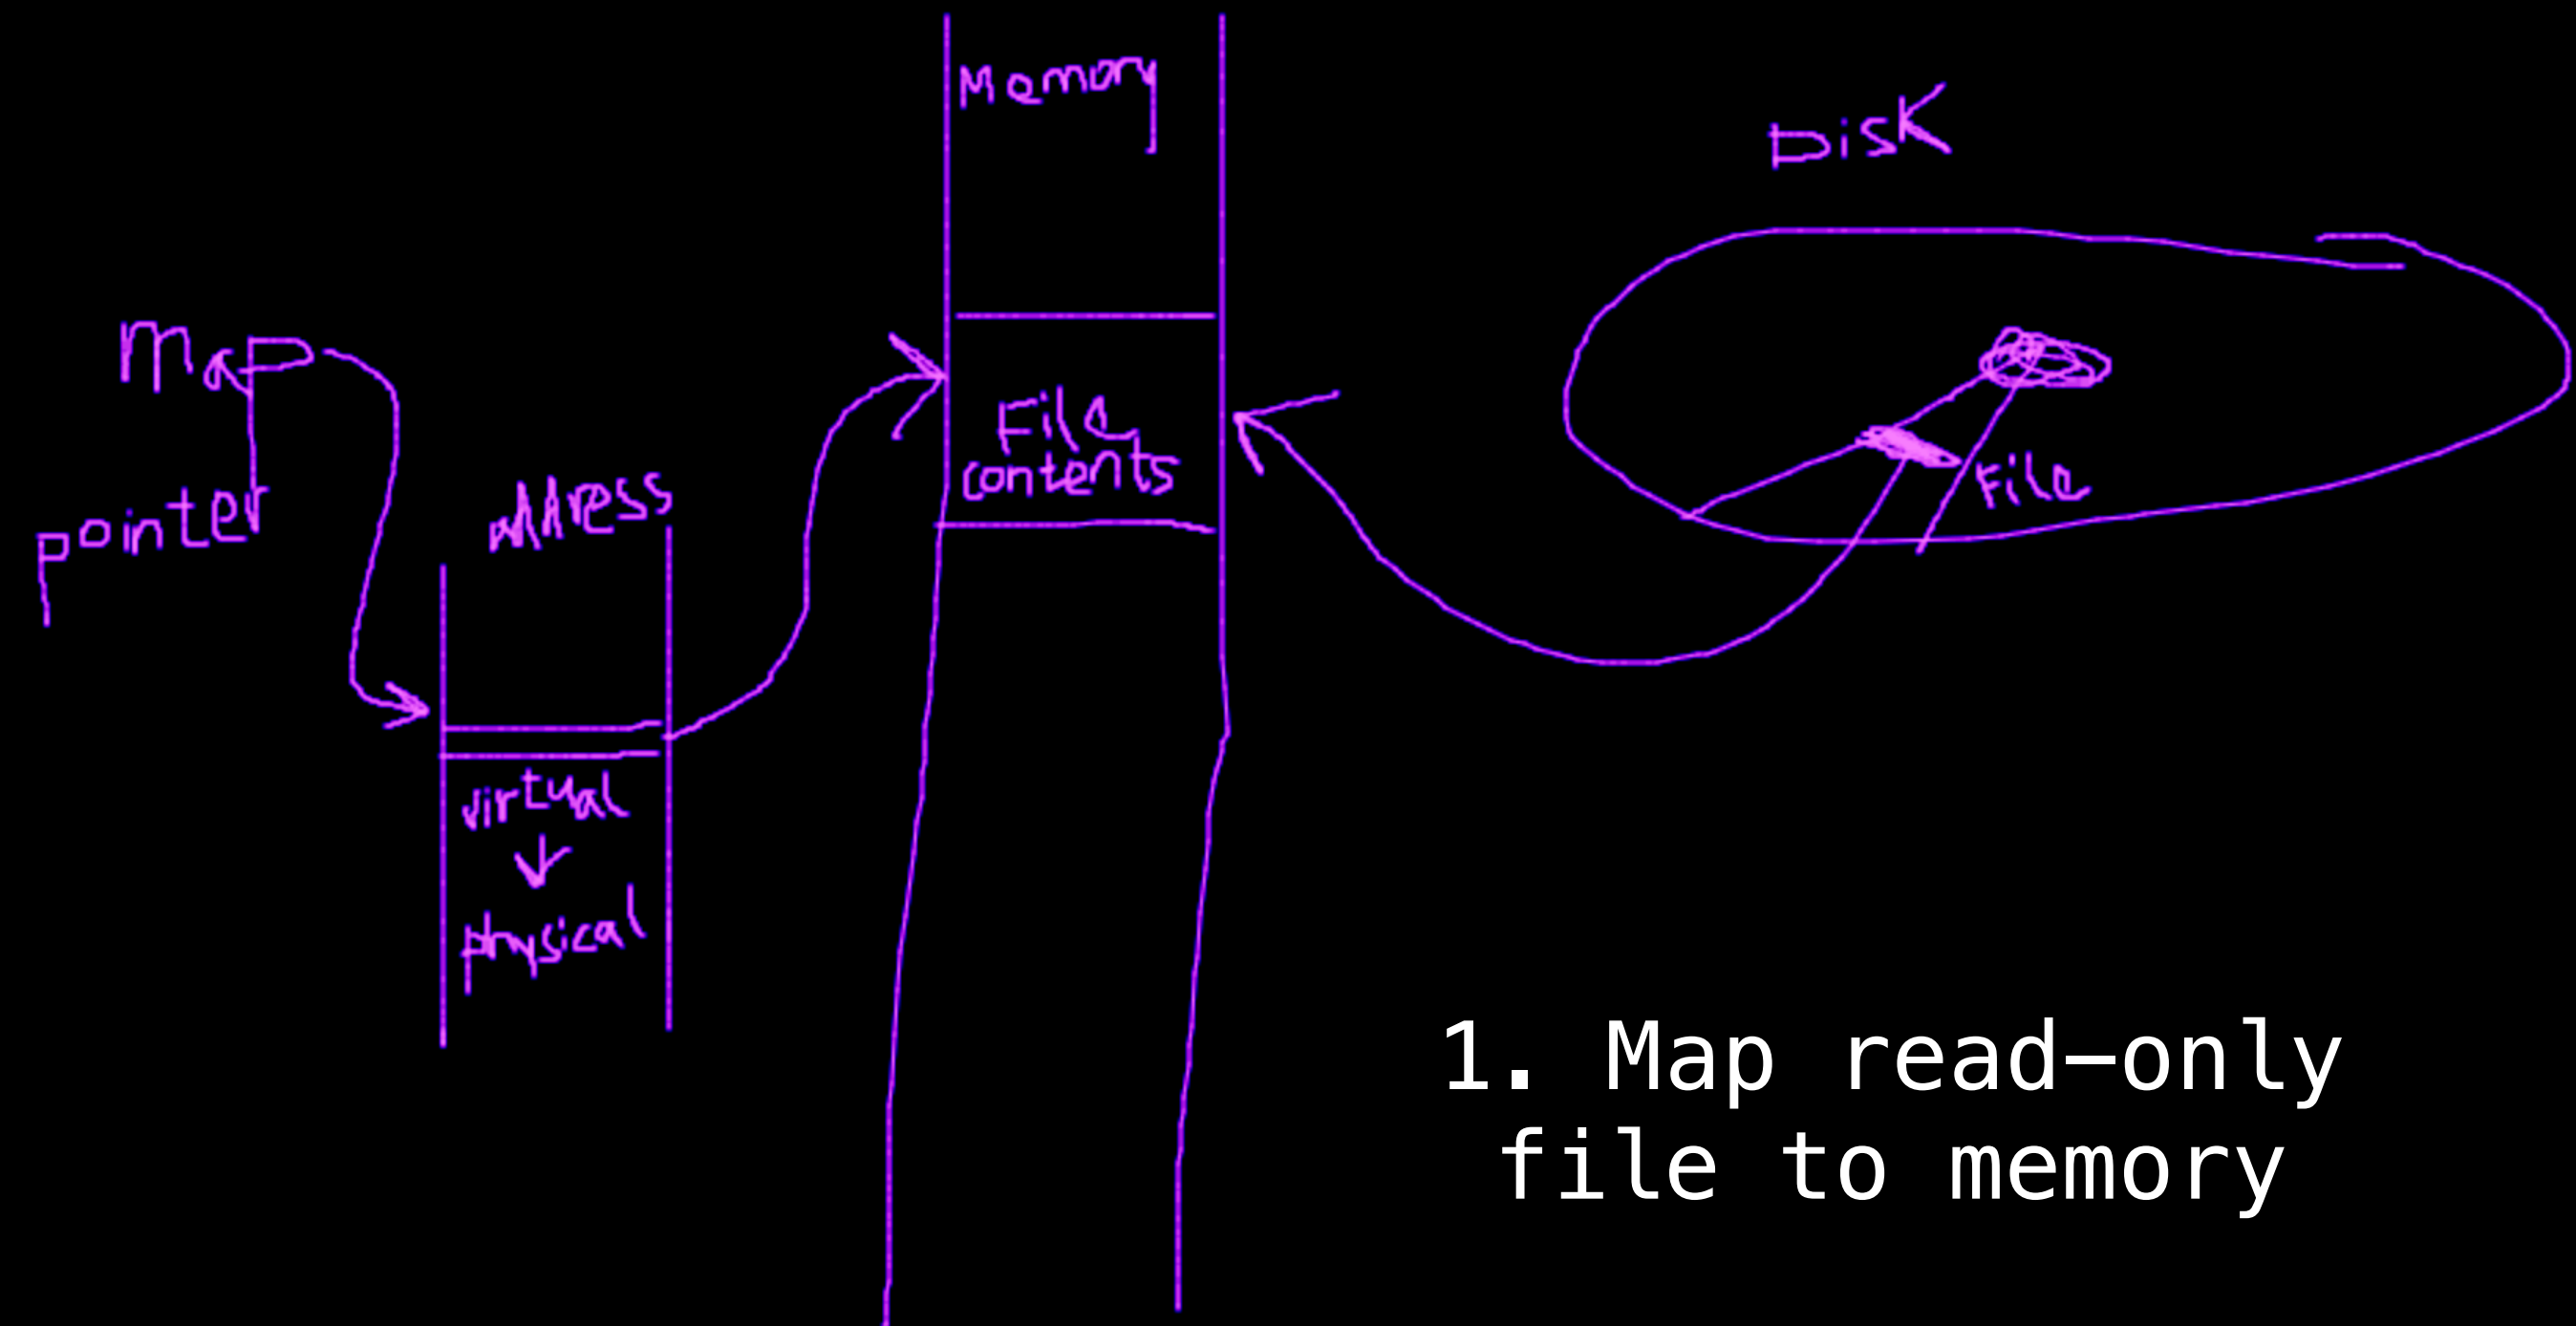 Memory
Disk
Map
pointer
address
File
contents
File
virtual
physical
1. Map read-only
file to memory